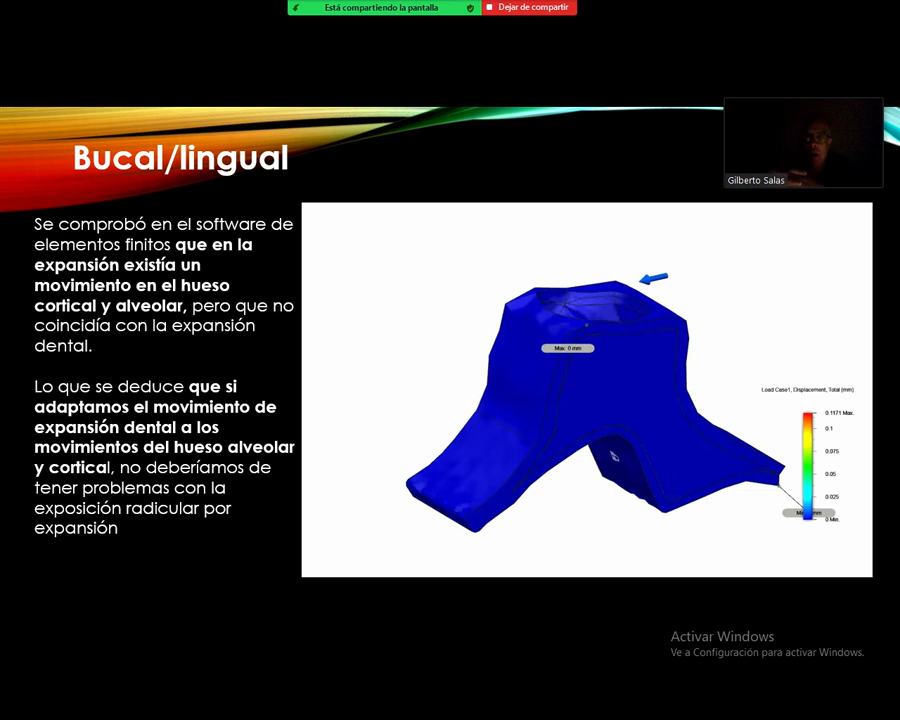 Está compartiendo la pantalla
Dejar de compartir
Bucal/lingual
Gilberto Salas
Se comprobó en el software de
elementos finitos que en la
expansión existía un
movimiento en el hueso
cortical y alveolar, pero que no
coincidía con la expansión
dental.
Lo que se deduce que si
adaptamos el movimiento de
expansión dental a los
movimientos del hueso alveolar
y cortical, no deberíamos de
tener problemas con la
exposición radicular por
expansión
Max: 0 mm
Load Case1, Displacement, Total (mm)
0.1171 Max.
0.1
0.075
0.05
0.025
0 Min.
mm
Activar Windows
Ve a Configuración para activar Windows.